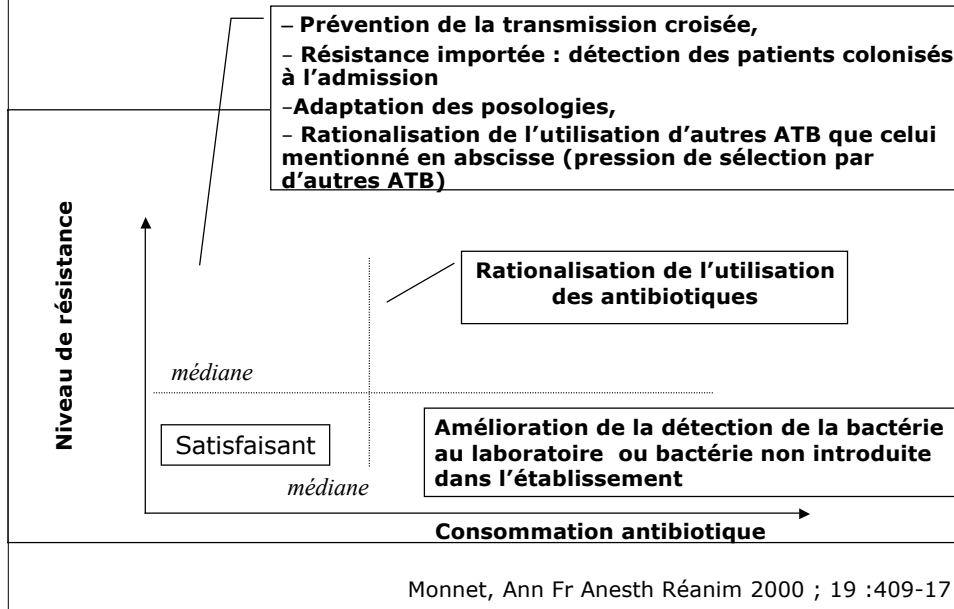 – Prévention de la transmission croisée,
– Résistance importée : détection des patients colonisés
à l’admission
–Adaptation des posologies,
– Rationalisation de l’utilisation d’autres ATB que celui
mentionné en abscisse (pression de sélection par
d’autres ATB)
Niveau de résistance
Rationalisation de l’utilisation
des antibiotiques
médiane
Satisfaisant
médiane
Amélioration de la détection de la bactérie
au laboratoire ou bactérie non introduite
dans l’établissement
Consommation antibiotique
Monnet, Ann Fr Anesth Réanim 2000 ; 19 :409-17